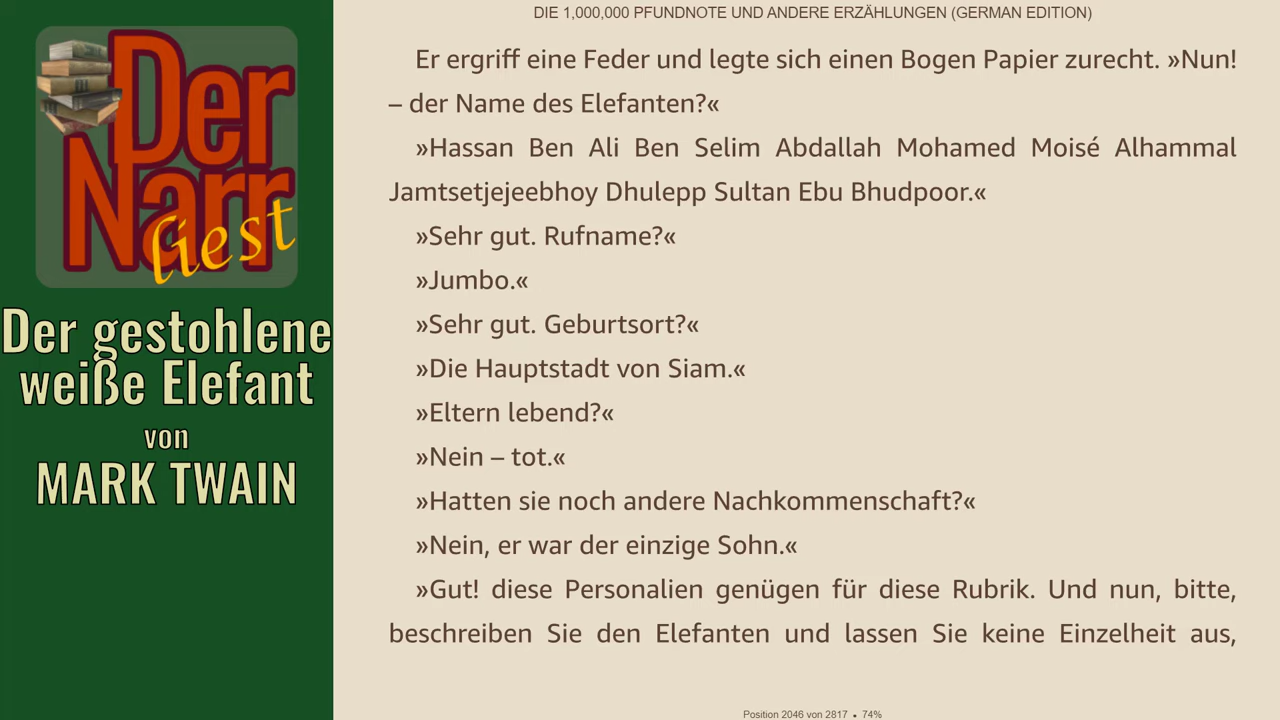 Der
Narr
liest
Der gestohlene
weiße Elefant
von
MARK TWAIN
DIE 1,000,000 PFUNDNOTE UND ANDERE ERZÄHLUNGEN (GERMAN EDITION)
Er ergriff eine Feder und legte sich einen Bogen Papier zurecht. »Nun!
– der Name des Elefanten?«
»Hassan Ben Ali Ben Selim Abdallah Mohamed Moisé Alhammal
Jamtsetjejeebhoy Dhulepp Sultan Ebu Bhudpoor.«
»Sehr gut. Rufname?«
»Jumbo.«
»Sehr gut. Geburtsort?«
»Die Hauptstadt von Siam.«
»Eltern lebend?«
»Nein – tot.«
»Hatten sie noch andere Nachkommenschaft?«
»Nein, er war der einzige Sohn.«
»Gut! diese Personalien genügen für diese Rubrik. Und nun, bitte,
beschreiben Sie den Elefanten und lassen Sie keine Einzelheit aus,
Position 2046 von 2817 • 74%